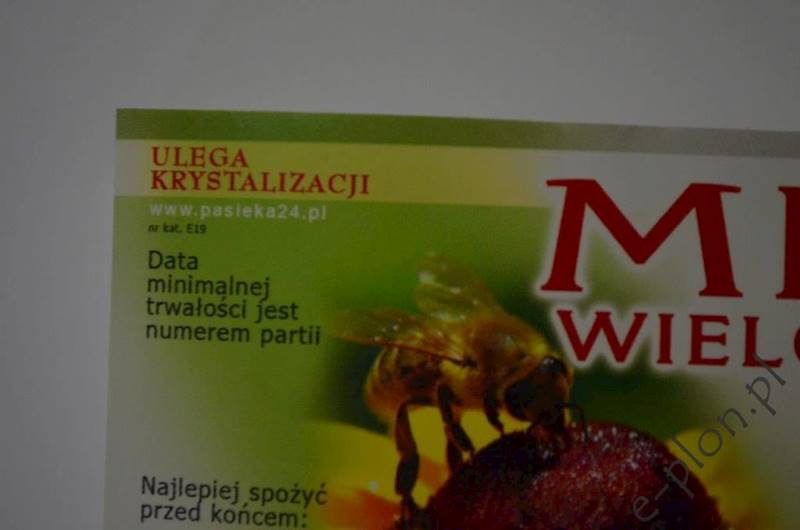 ULEGA
KRYSTALIZACJI
www.pasieka24.pl
nr kat. E19
Data
minimalnej
trwałości jest
numerem partii
Najlepiej spożyć
przed końcem:
e-plon.pl